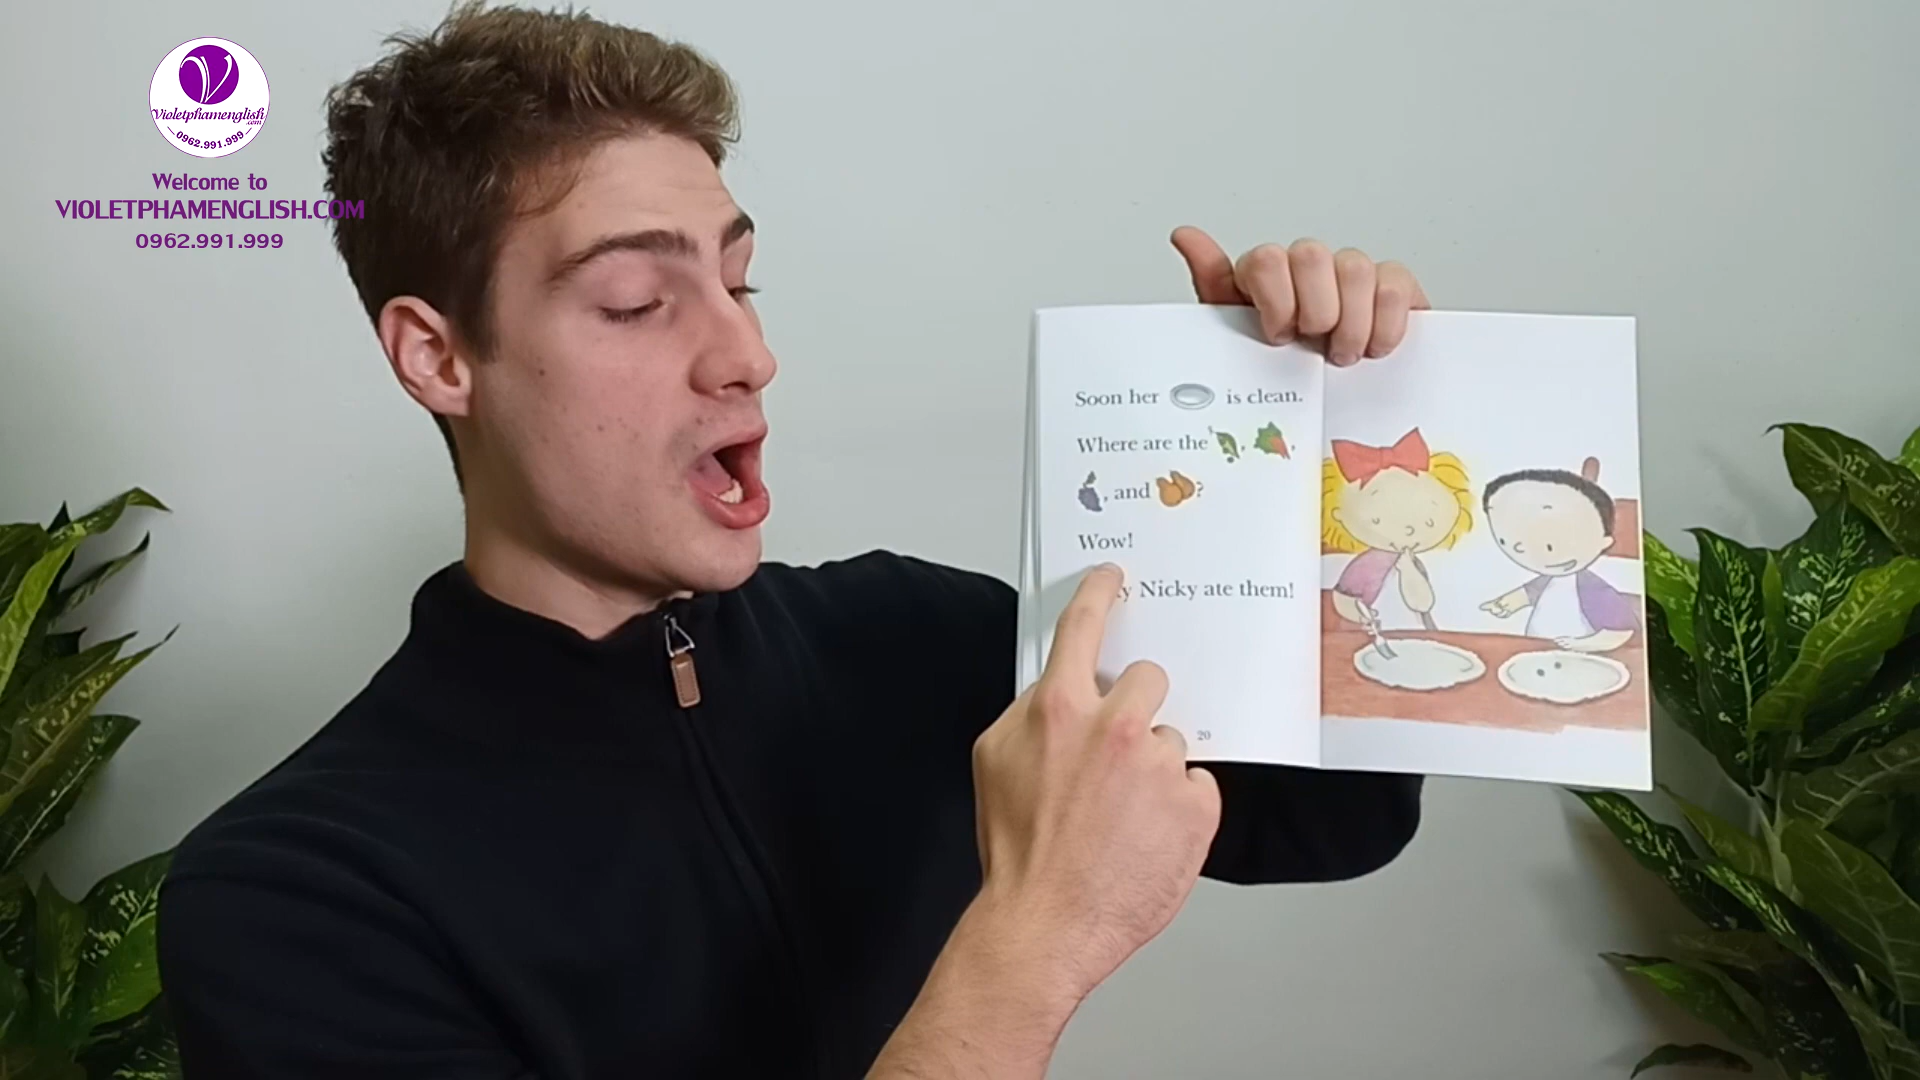 Violetphamenglish
.com
0962.991.999
Welcome to
VIOLETPHAMENGLISH.COM
0962.991.999
Soon her is clean.
Where are the , ,
, and ?
Wow!
Nicky ate them!
20